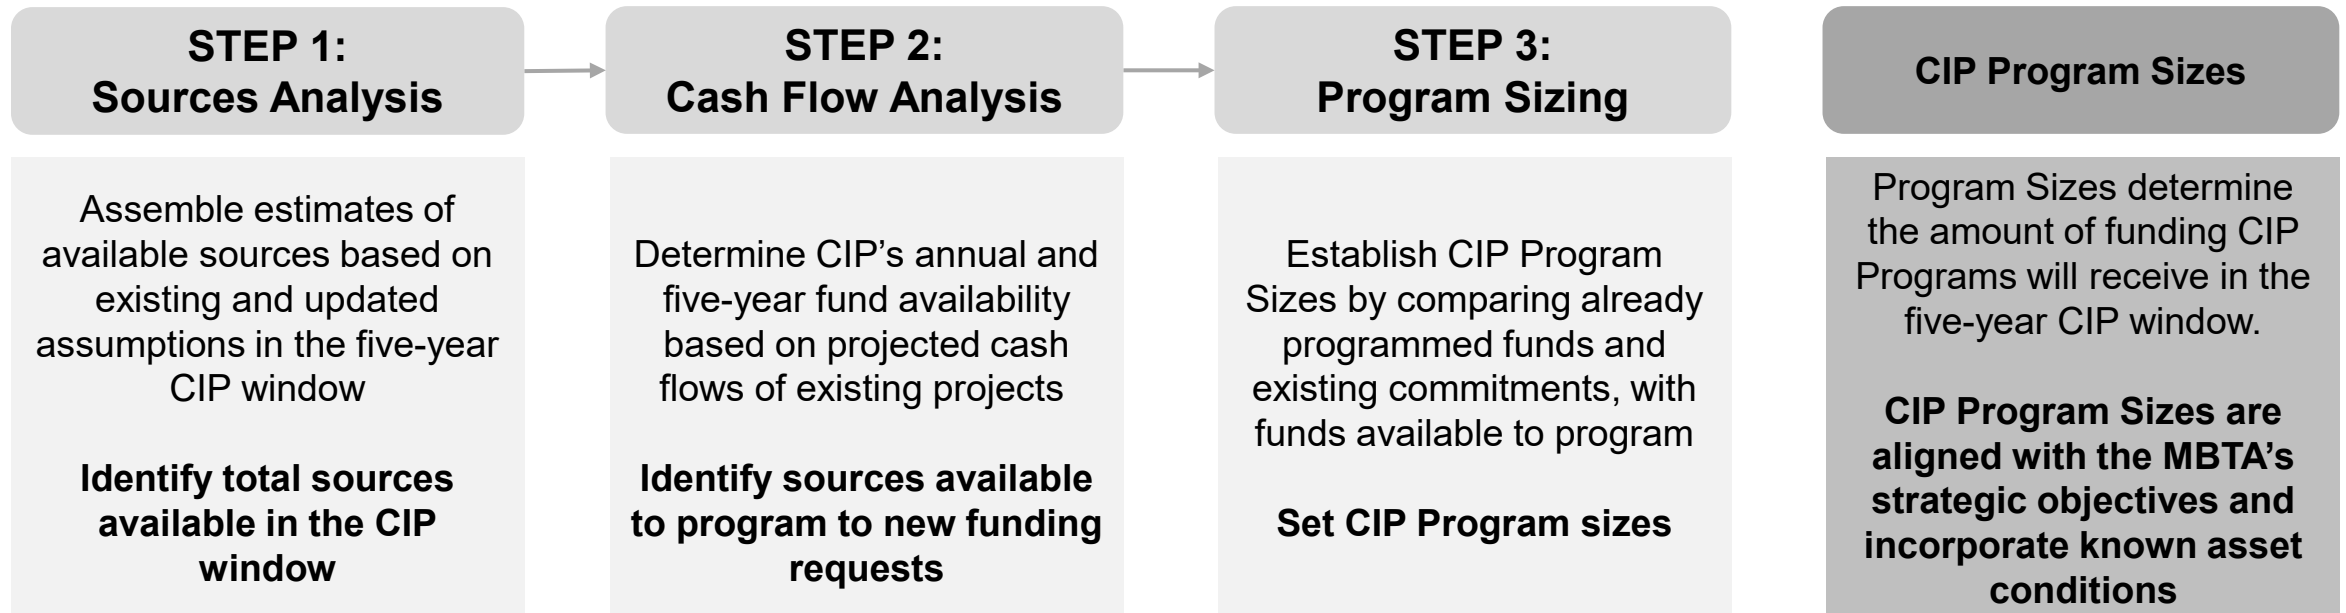 STEP 1:
Sources Analysis
Assemble estimates of
available sources based on
existing and updated
assumptions in the five-year
CIP window
Identify total sources
available in the CIP
window
STEP 2:
Cash Flow Analysis
Determine CIP’s annual and
five-year fund availability
based on projected cash
flows of existing projects
Identify sources available
to program to new funding
requests
STEP 3:
Program Sizing
Establish CIP Program
Sizes by comparing already
programmed funds and
existing commitments, with
funds available to program
Set CIP Program sizes
CIP Program Sizes
Program Sizes determine
the amount of funding CIP
Programs will receive in the
five-year CIP window.
CIP Program Sizes are
aligned with the MBTA’s
strategic objectives and
incorporate known asset
conditions